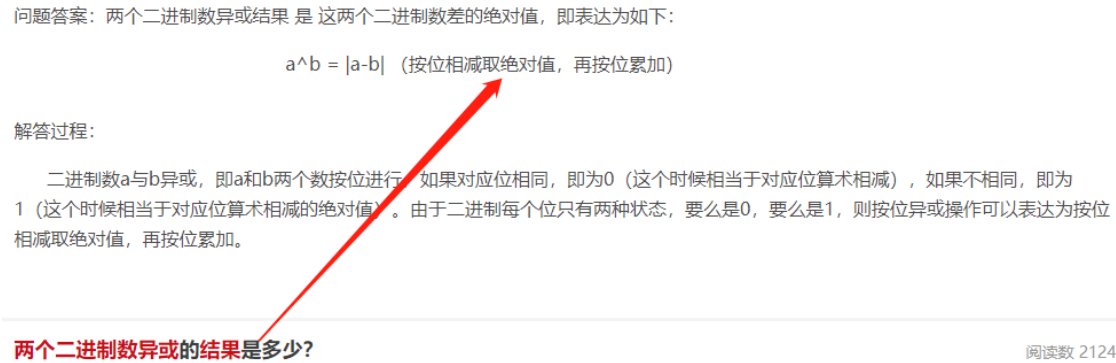 问题答案：两个二进制数异或结果 是 这两个二进制数差的绝对值，即表达为如下：
a^b = |a-b| （按位相减取绝对值，再按位累加）
解答过程：
二进制数a与b异或，即a和b两个数按位进行，如果对应位相同，即为0（这个时候相当于对应位算术相减），如果不相同，即为
1（这个时候相当于对应位算术相减的绝对值）。由于二进制每个位只有两种状态，要么是0，要么是1，则按位异或操作可以表达为按位
相减取绝对值，再按位累加。
两个二进制数异或的结果是多少？
阅读数 2124